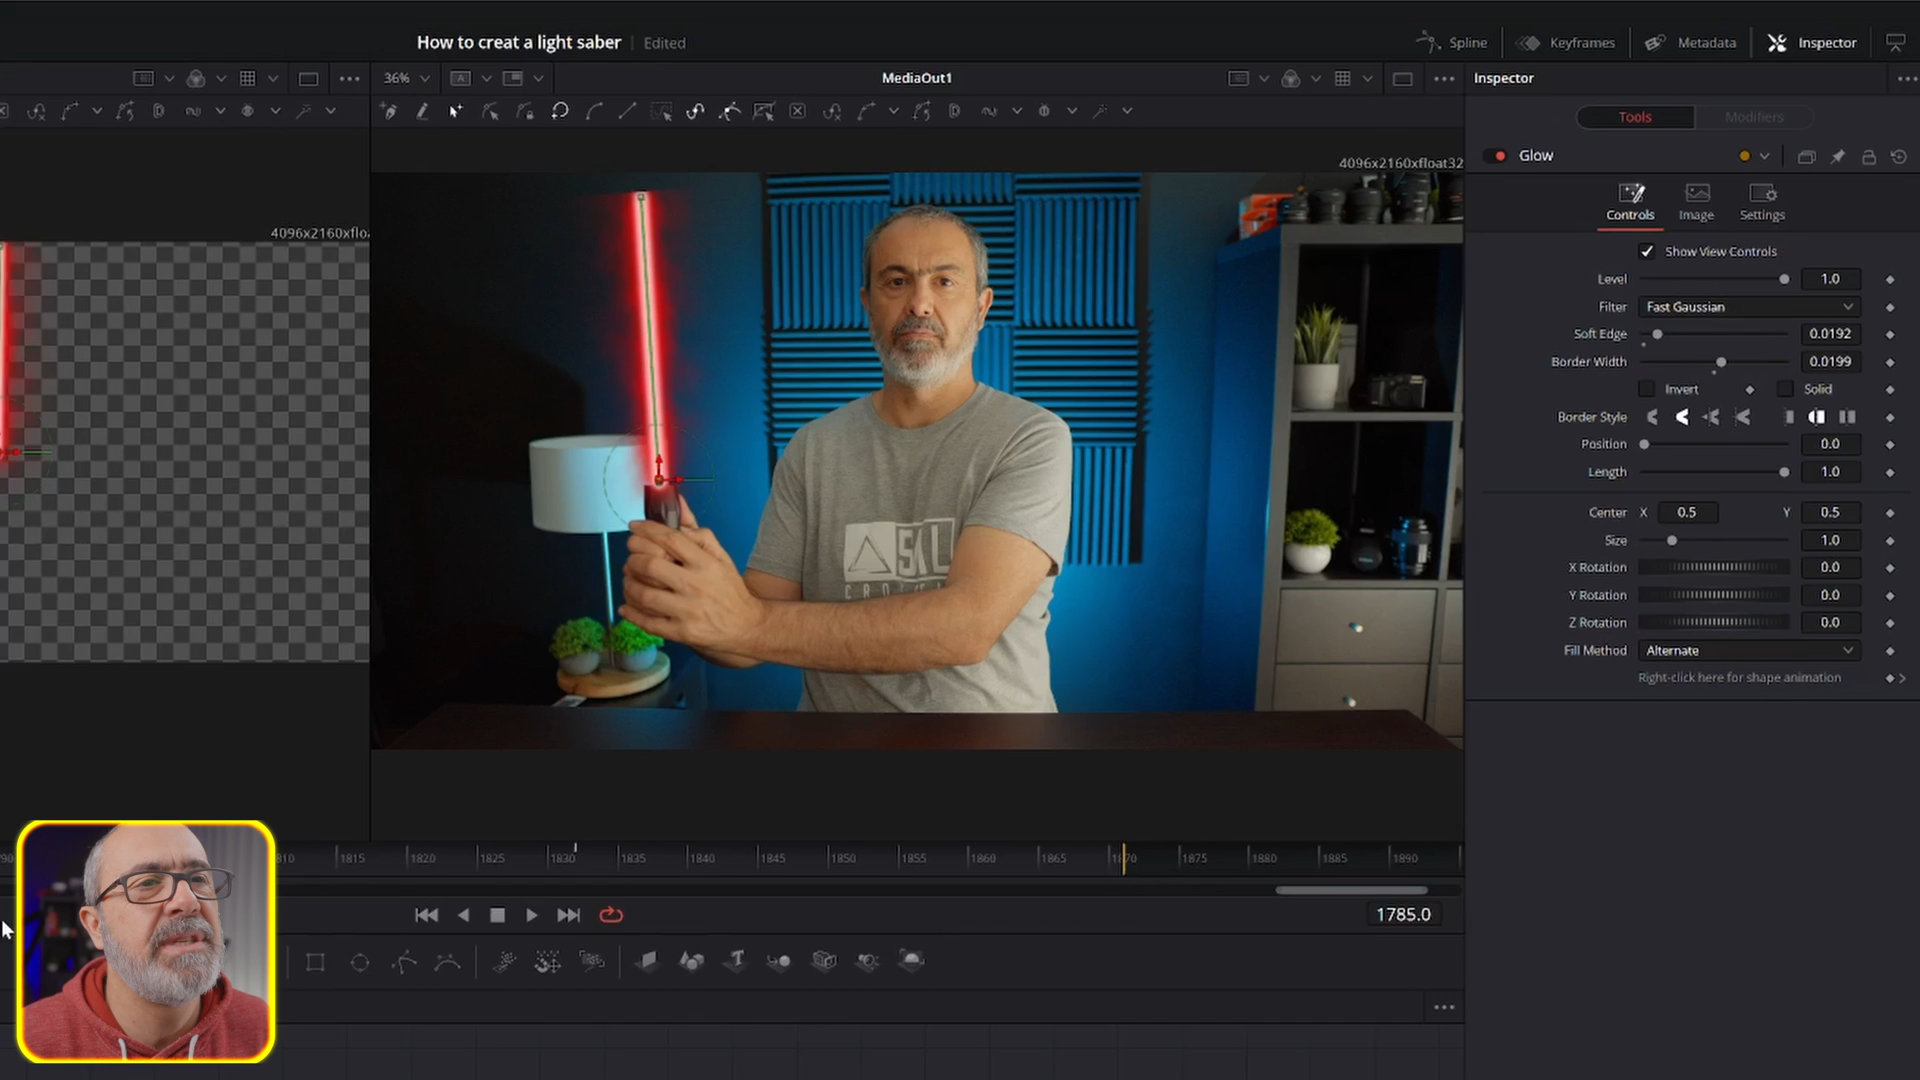 How to creat a light saber
Edited
Spline
Keyframes
Metadata
Inspector
36%
A
MediaOut1
Inspector
Tools
Modifiers
4096x2160xfloat32
Glow
Controls
Image
Settings
4096x2160xfloa
Show View Controls
Level 1.0
Filter Fast Gaussian
Soft Edge 0.0192
Border Width 0.0199
Invert Solid
Border Style
Position 0.0
Length 1.0
Center X 0.5 Y 0.5
Size 1.0
X Rotation 0.0
Y Rotation 0.0
Z Rotation 0.0
Fill Method Alternate
Right-click here for shape animation
1815 1820 1825 1830 1835 1840 1845 1850 1855 1860 1865 1870 1875 1880 1885 1890
1785.0